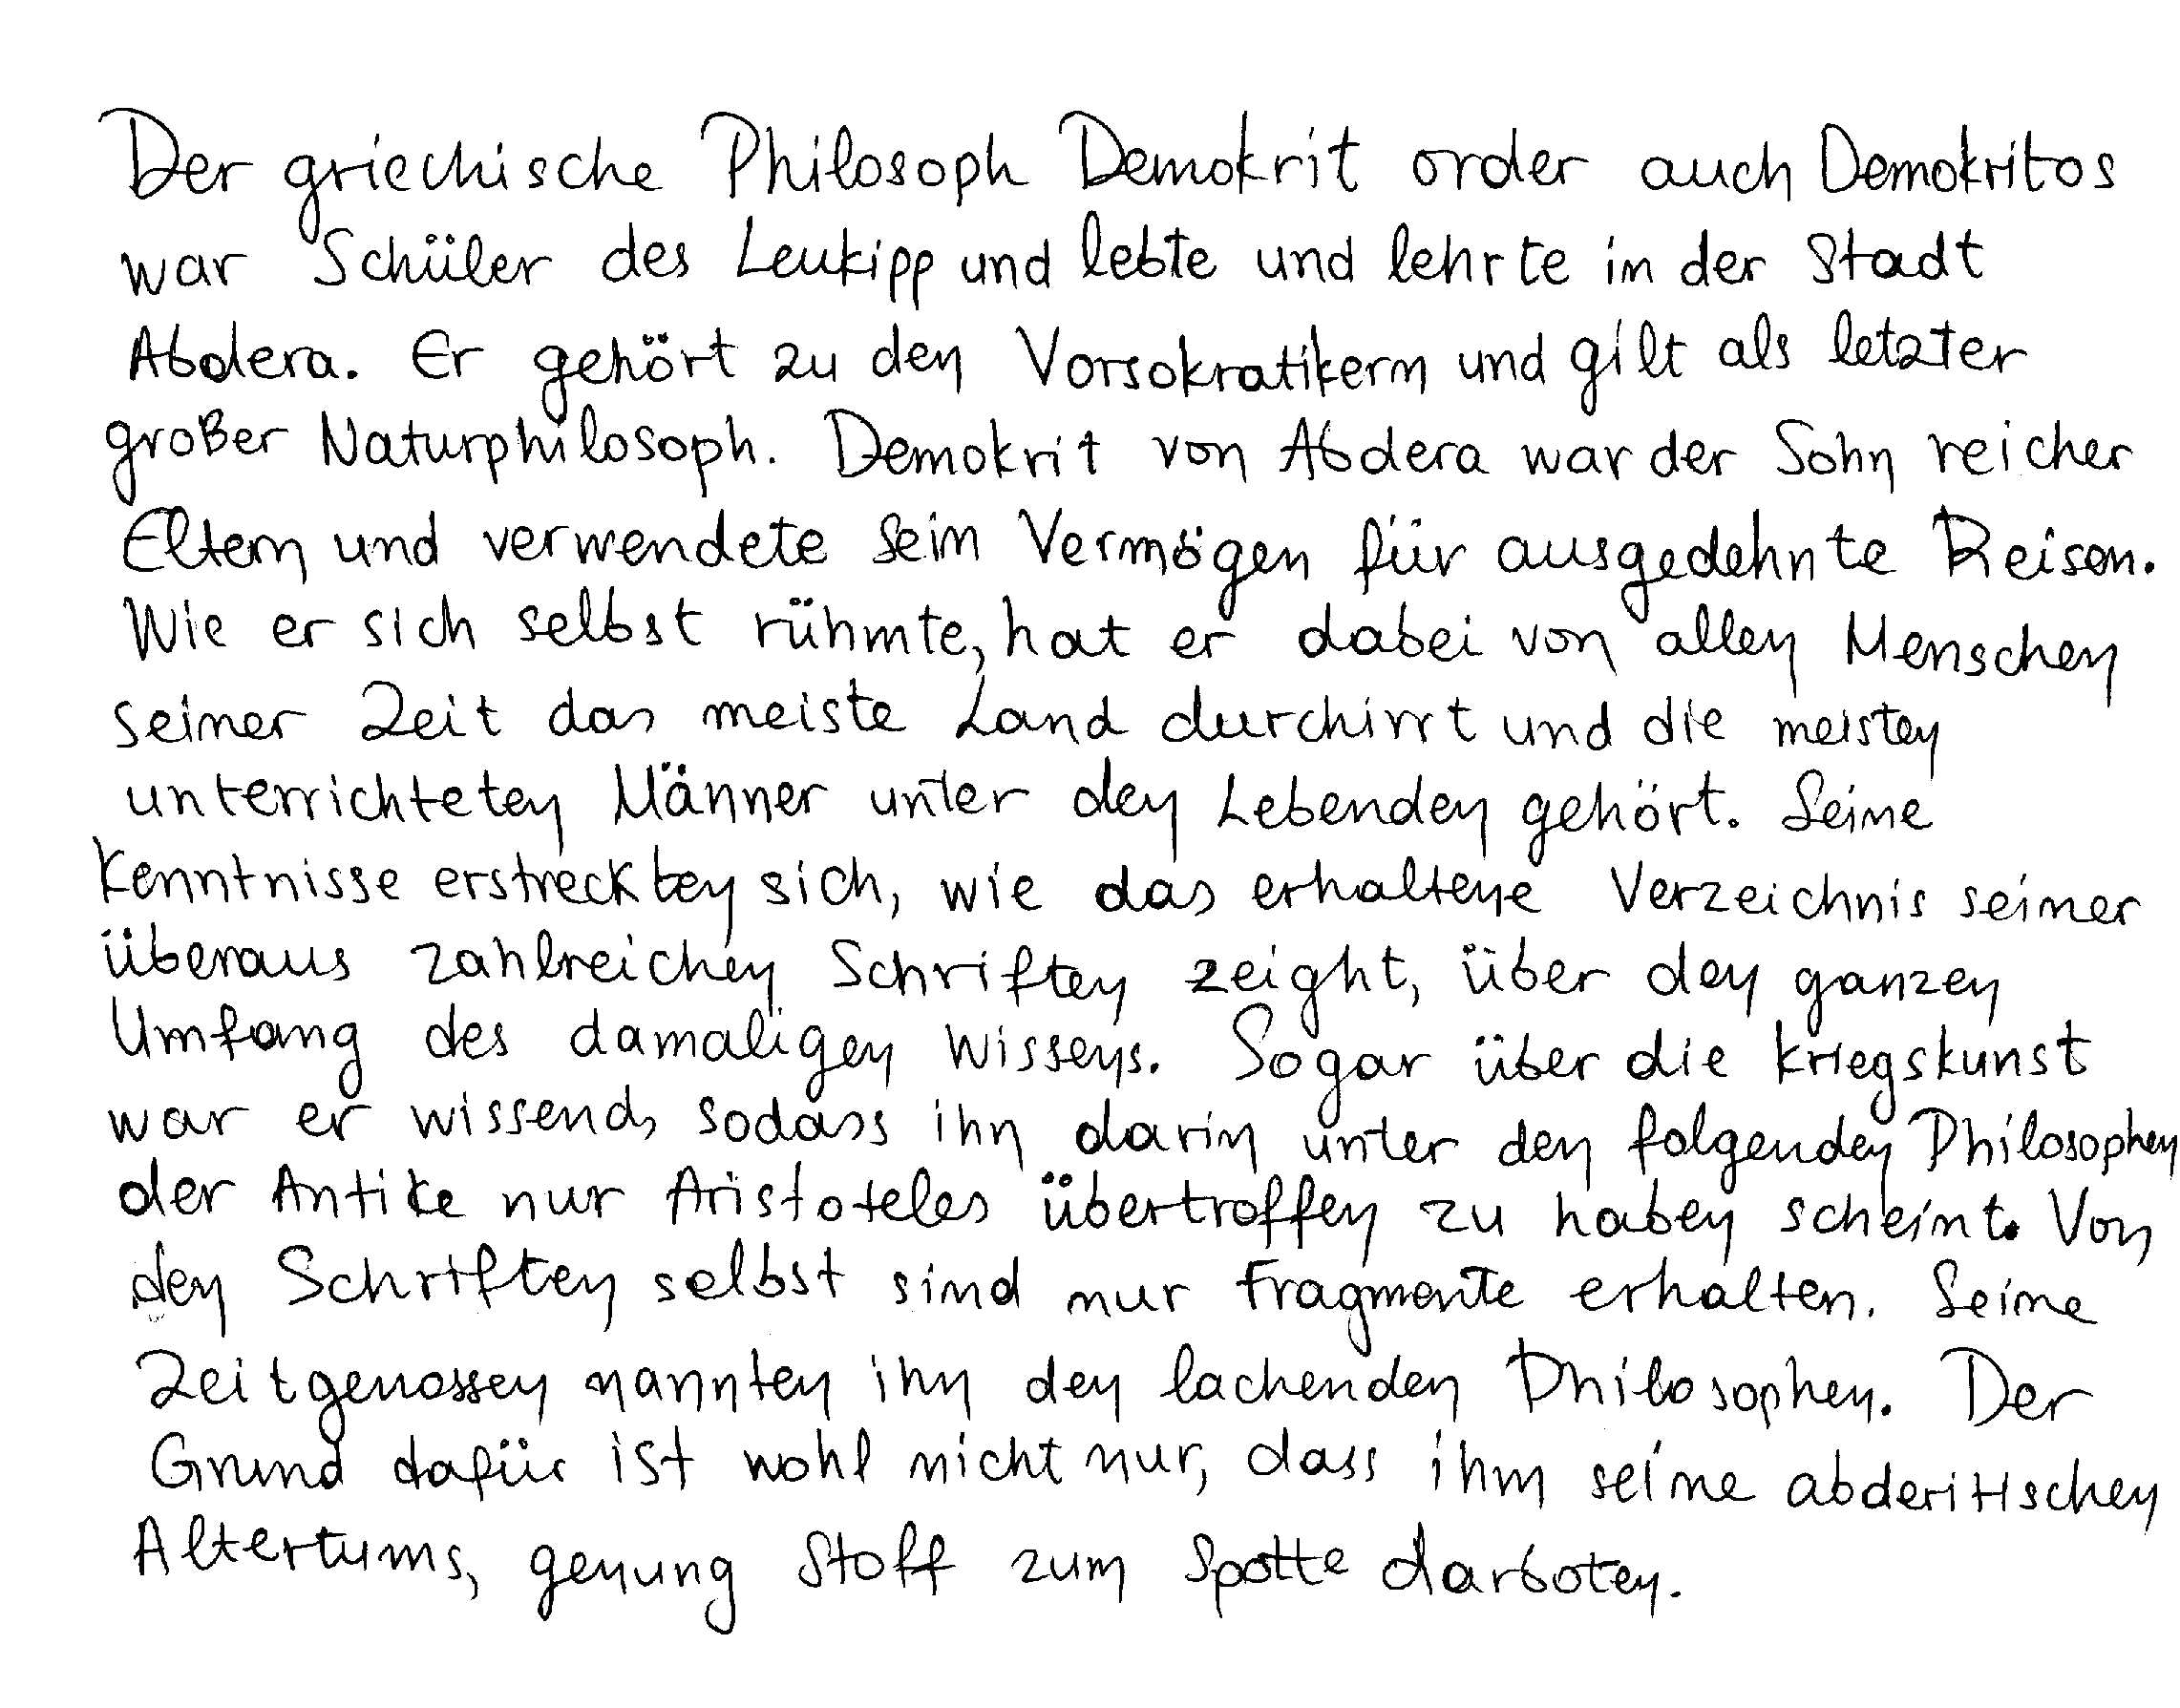 Der griechische Philosoph Demokrit order auch Demokritos
war Schüler des Leukipp und lebte und lehrte in der Stadt
Abdera. Er gehört zu den Vorsokratikern und gilt als letzter
großer Naturphilosoph. Demokrit von Abdera war der Sohn reicher
Eltern und verwendete sein Vermögen für ausgedehnte Reisen.
Wie er sich selbst rühmte, hat er dabei von allen Menschen
seiner Zeit das meiste Land durchirrt und die meisten
unterrichteten Männer unter den Lebenden gehört. Seine
Kenntnisse erstreckten sich, wie das erhaltene Verzeichnis seiner
überaus zahlreichen Schriften zeight, über den ganzen
Umfang des damaligen Wissens. Sogar über die Kriegskunst
war er wissend, sodass ihn darin unter den folgenden Philosophen
der Antike nur Aristoteles übertroffen zu haben scheint. Von
den Schriften selbst sind nur Fragmente erhalten. Seine
Zeitgenossen nannten ihn den lachenden Philosophen. Der
Grund dafür ist wohl nicht nur, dass ihm seine abderitischen
Altertums, genung Stoff zum Spotte darboten.